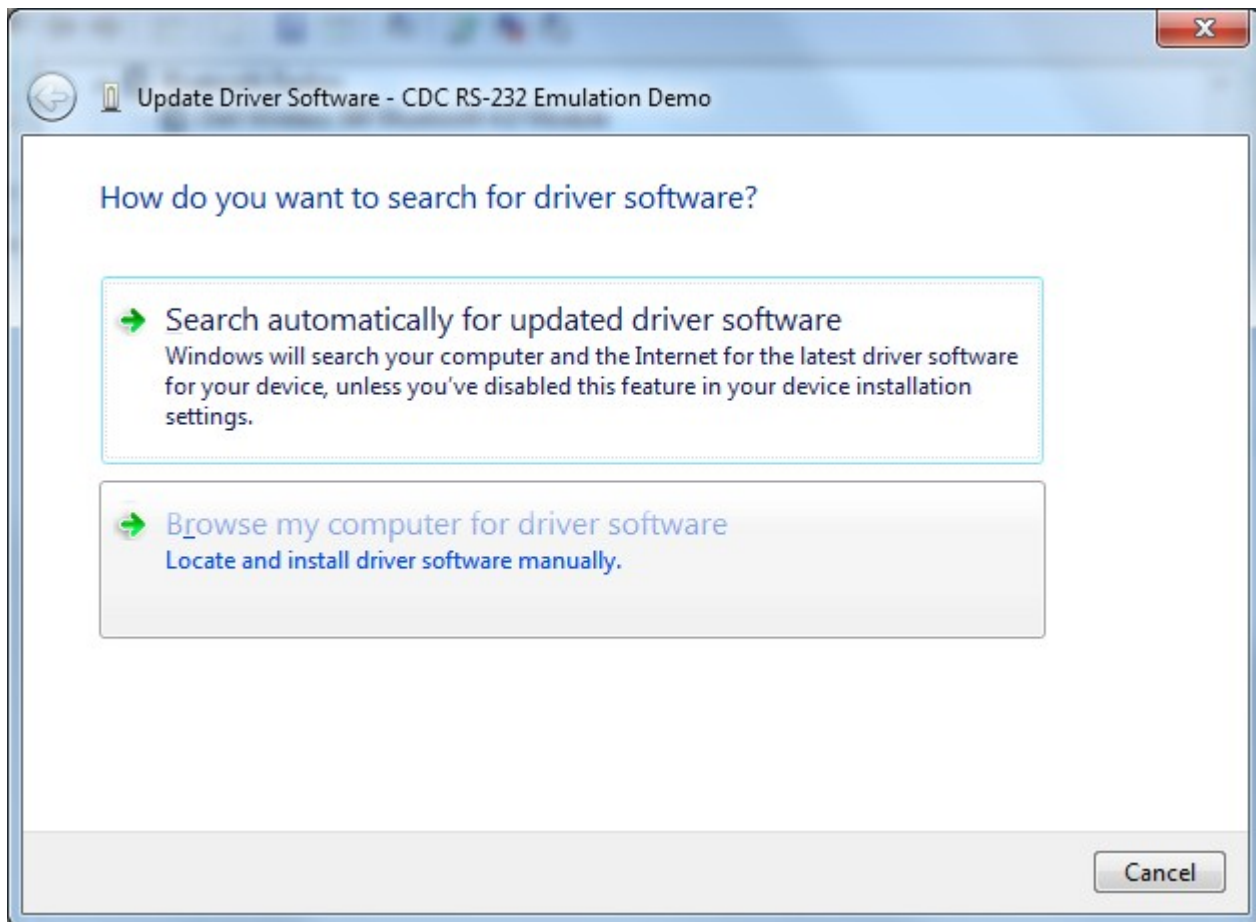 X
Update Driver Software - CDC RS-232 Emulation Demo
How do you want to search for driver software?
Search automatically for updated driver software
Windows will search your computer and the Internet for the latest driver software
for your device, unless you've disabled this feature in your device installation
settings.
Browse my computer for driver software
Locate and install driver software manually.
Cancel